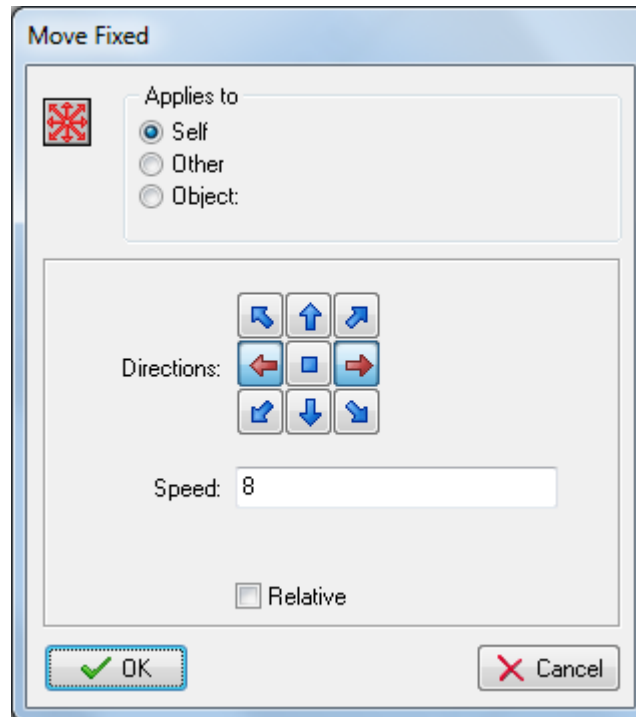 Move Fixed
Applies to
Self
Other
Object:
Directions:
Speed: 8
Relative
OK Cancel